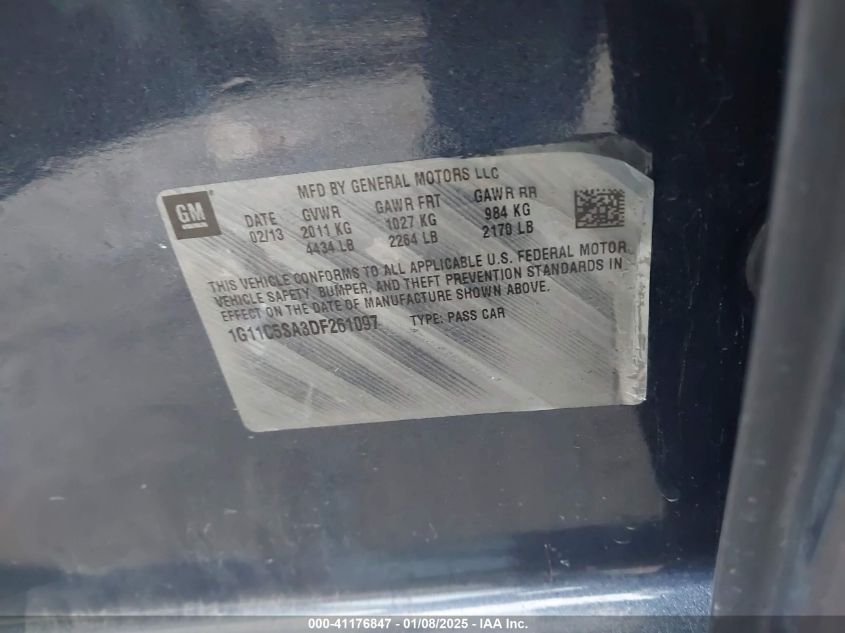 MFD BY GENERAL MOTORS LLC
GM
DATE GVWR GAWR FRT GAWR RR
02/13 2011 KG 1027 KG 984 KG
4434 LB 2264 LB 2170 LB
THIS VEHICLE CONFORMS TO ALL APPLICABLE U.S. FEDERAL MOTOR
VEHICLE SAFETY, BUMPER, AND THEFT PREVENTION STANDARDS IN
EFFECT ON THE DATE OF MANUFACTURE SHOWN ABOVE.
1G11C5SA3DF261097 TYPE: PASS CAR
000-41176847 | 01/08/2025 | IAA Inc.